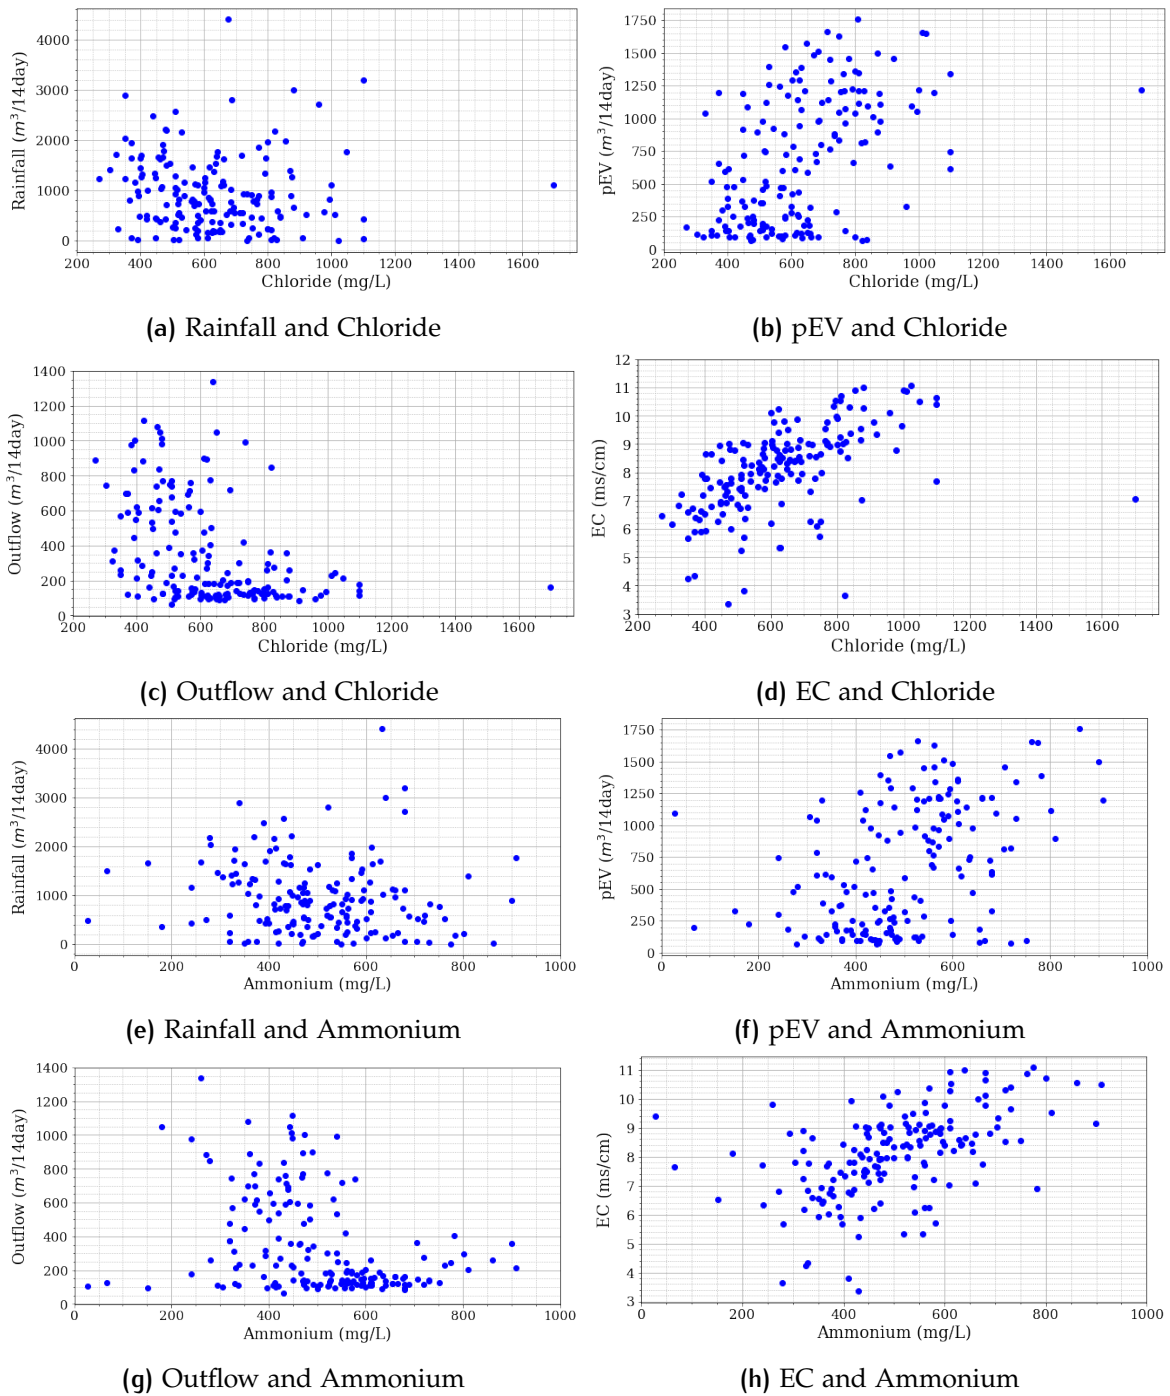 4000
3000
2000
1000
0
Rainfall (m³/14day)
200 400 600 800 1000 1200 1400 1600
Chloride (mg/L)
(a) Rainfall and Chloride
1750
1500
1250
1000
750
500
250
0
pEV (m³/14day)
200 400 600 800 1000 1200 1400 1600
Chloride (mg/L)
(b) pEV and Chloride
1400
1200
1000
800
600
400
200
0
Outflow (m³/14day)
200 400 600 800 1000 1200 1400 1600
Chloride (mg/L)
(c) Outflow and Chloride
12
11
10
9
8
7
6
5
4
3
EC (ms/cm)
200 400 600 800 1000 1200 1400 1600
Chloride (mg/L)
(d) EC and Chloride
4000
3000
2000
1000
0
Rainfall (m³/14day)
0 200 400 600 800 1000
Ammonium (mg/L)
(e) Rainfall and Ammonium
1750
1500
1250
1000
750
500
250
0
pEV (m³/14day)
0 200 400 600 800 1000
Ammonium (mg/L)
(f) pEV and Ammonium
1400
1200
1000
800
600
400
200
0
Outflow (m³/14day)
0 200 400 600 800 1000
Ammonium (mg/L)
(g) Outflow and Ammonium
11
10
9
8
7
6
5
4
3
EC (ms/cm)
0 200 400 600 800 1000
Ammonium (mg/L)
(h) EC and Ammonium